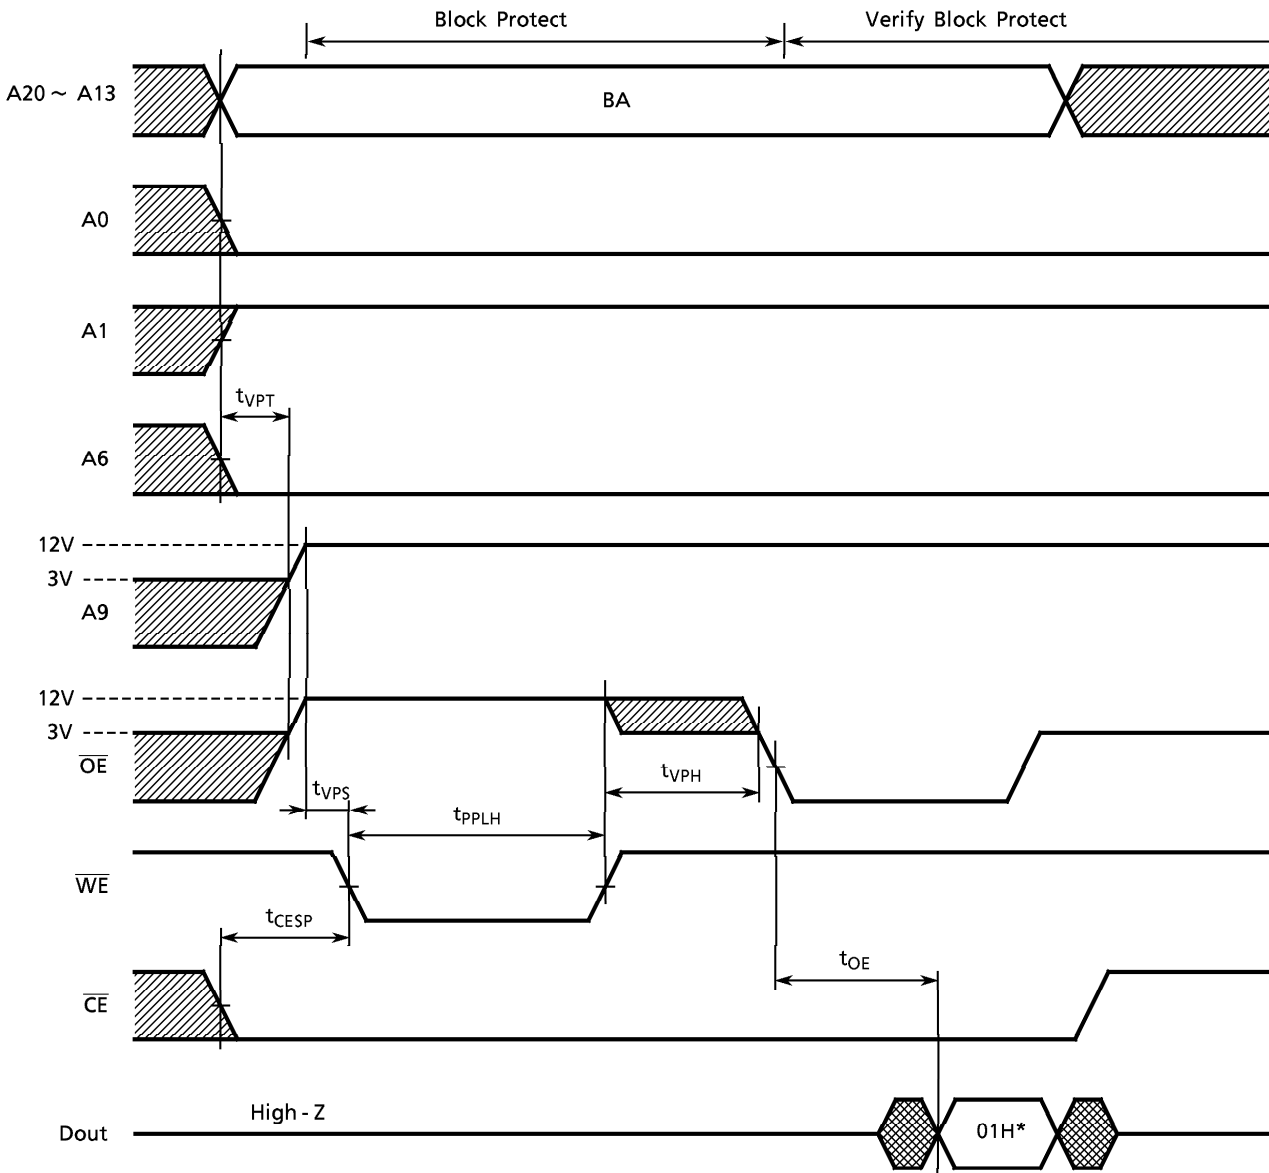 Block Protect
Verify Block Protect
A20 ~ A13
BA
A0
A1
tVPT
A6
12V
3V
A9
12V
3V
OE
tVPS
tVPH
tPPLH
WE
tCESP
tOE
CE
High - Z
Dout
01H*